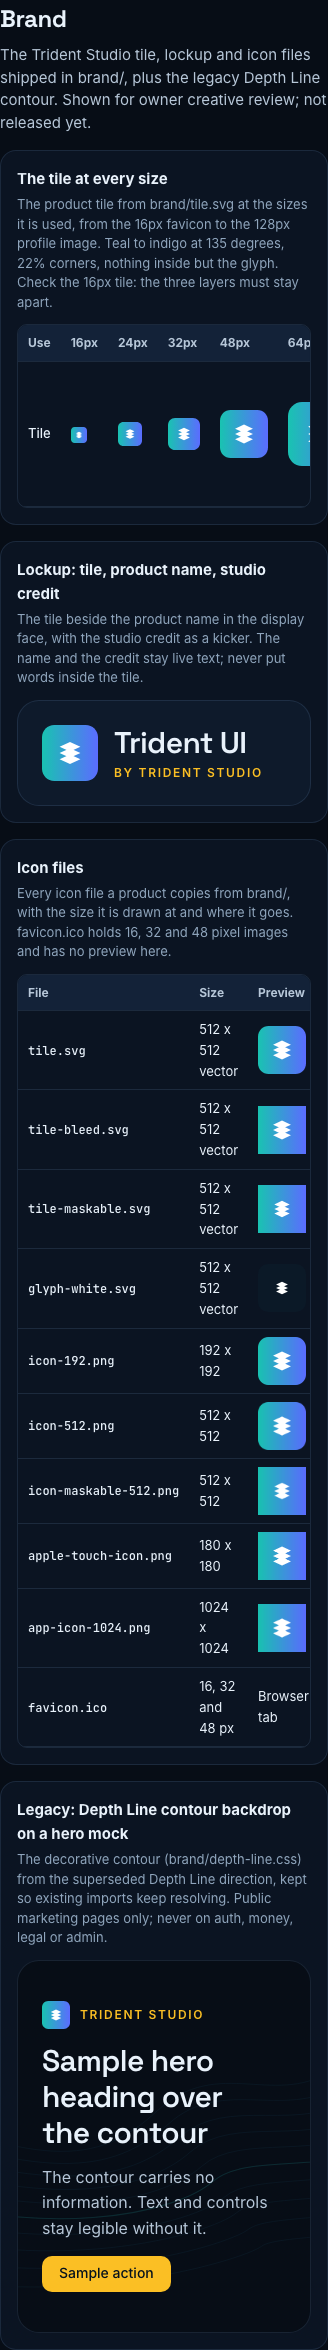 Brand
The Trident Studio tile, lockup and icon files
shipped in brand/, plus the legacy Depth Line
contour. Shown for owner creative review; not
released yet.
The tile at every size
The product tile from brand/tile.svg at the sizes
it is used, from the 16px favicon to the 128px
profile image. Teal to indigo at 135 degrees,
22% corners, nothing inside but the glyph.
Check the 16px tile: the three layers must stay
apart.
Use 16px 24px 32px 48px 64p
Tile
Lockup: tile, product name, studio
credit
The tile beside the product name in the display
face, with the studio credit as a kicker. The
name and the credit stay live text; never put
words inside the tile.
Trident UI
BY TRIDENT STUDIO
Icon files
Every icon file a product copies from brand/,
with the size it is drawn at and where it goes.
favicon.ico holds 16, 32 and 48 pixel images
and has no preview here.
File Size Preview
tile.svg 512 x
512
vector
tile-bleed.svg 512 x
512
vector
tile-maskable.svg 512 x
512
vector
glyph-white.svg 512 x
512
vector
icon-192.png 192 x
192
icon-512.png 512 x
512
icon-maskable-512.png 512 x
512
apple-touch-icon.png 180 x
180
app-icon-1024.png 1024
x
1024
favicon.ico 16, 32
and
48 px
Browser
tab
Legacy: Depth Line contour backdrop
on a hero mock
The decorative contour (brand/depth-line.css)
from the superseded Depth Line direction, kept
so existing imports keep resolving. Public
marketing pages only; never on auth, money,
legal or admin.
TRIDENT STUDIO
Sample hero
heading over
the contour
The contour carries no
information. Text and controls
stay legible without it.
Sample action